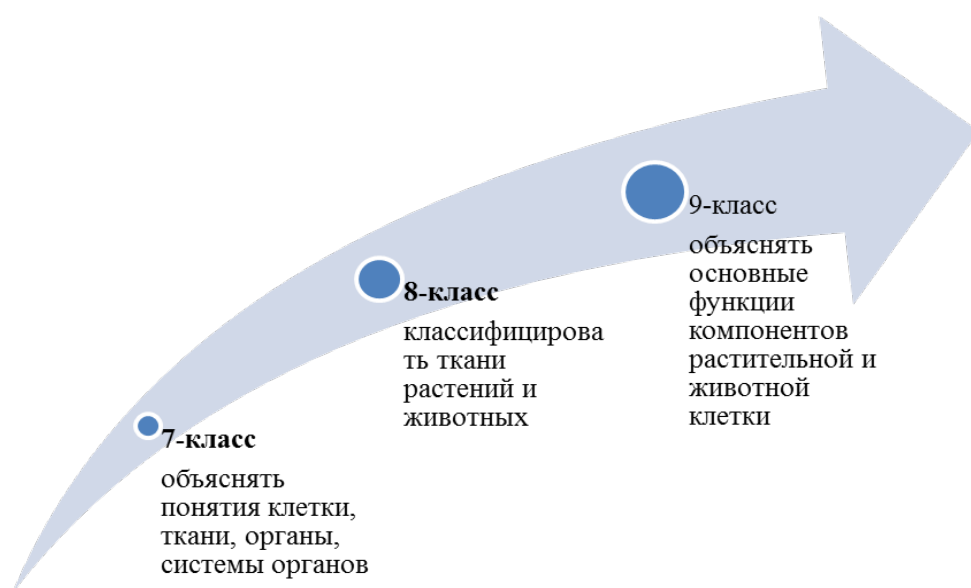 7-класс
объяснять
понятия клетки,
ткани, органы,
системы органов
8-класс
классифицирова
ть ткани
растений и
животных
9-класс
объяснять
основные
функции
компонентов
растительной и
животной
клетки